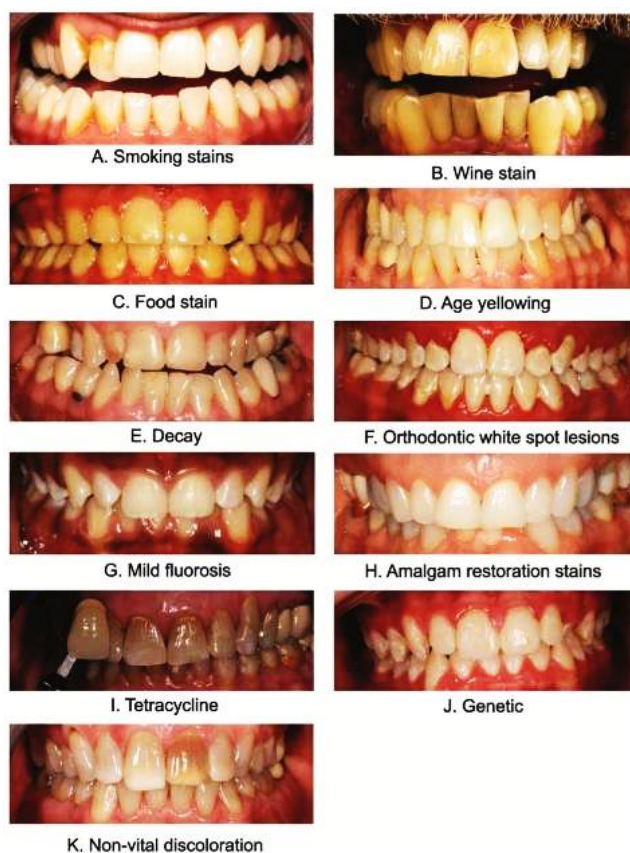 A. Smoking stains
B. Wine stain
C. Food stain
D. Age yellowing
E. Decay
F. Orthodontic white spot lesions
G. Mild fluorosis
H. Amalgam restoration stains
I. Tetracycline
J. Genetic
K. Non-vital discoloration